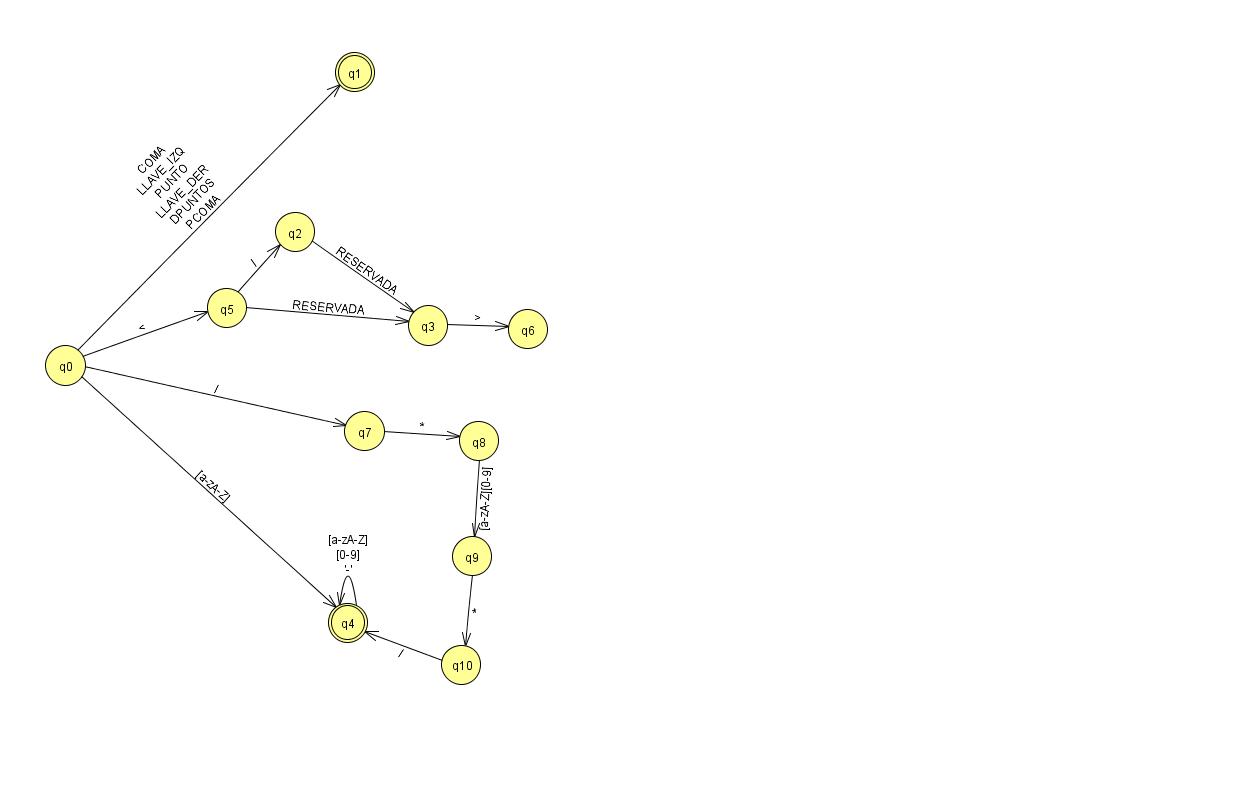 q1
COMA
LLAVE_IZQ
PUNTO
LLAVE_DER
DPUNTOS
PCOMA
q2
/
RESERVADA
q5
RESERVADA
q3
>
q6
<
q0
/
q7
*
q8
[a-zA-Z]
[a-zA-Z][0-9]
[a-zA-Z]
[0-9]
'-'
q9
*
q4
/
q10